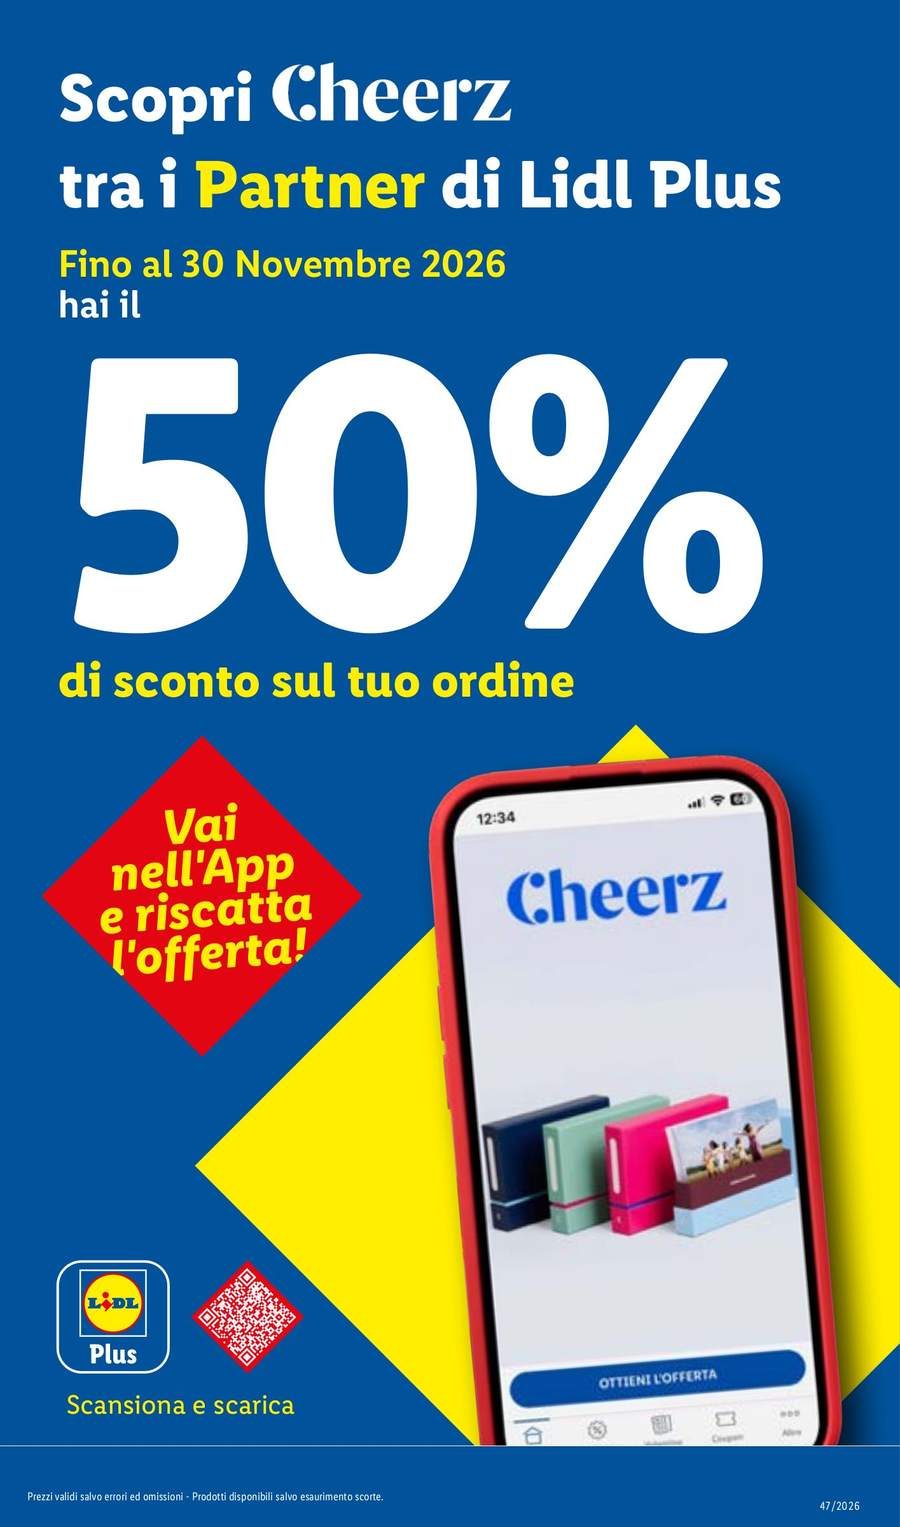 Scopri Cheerz
tra i Partner di Lidl Plus
Fino al 30 Novembre 2026
hai il
50%
di sconto sul tuo ordine
Vai
nell'App
e riscatta
l'offerta!
12:34
Cheerz
OTTIENI L'OFFERTA
Volantino
Coupon
Altro
LIDL
Plus
Scansiona e scarica
Prezzi validi salvo errori ed omissioni - Prodotti disponibili salvo esaurimento scorte.
47/2026